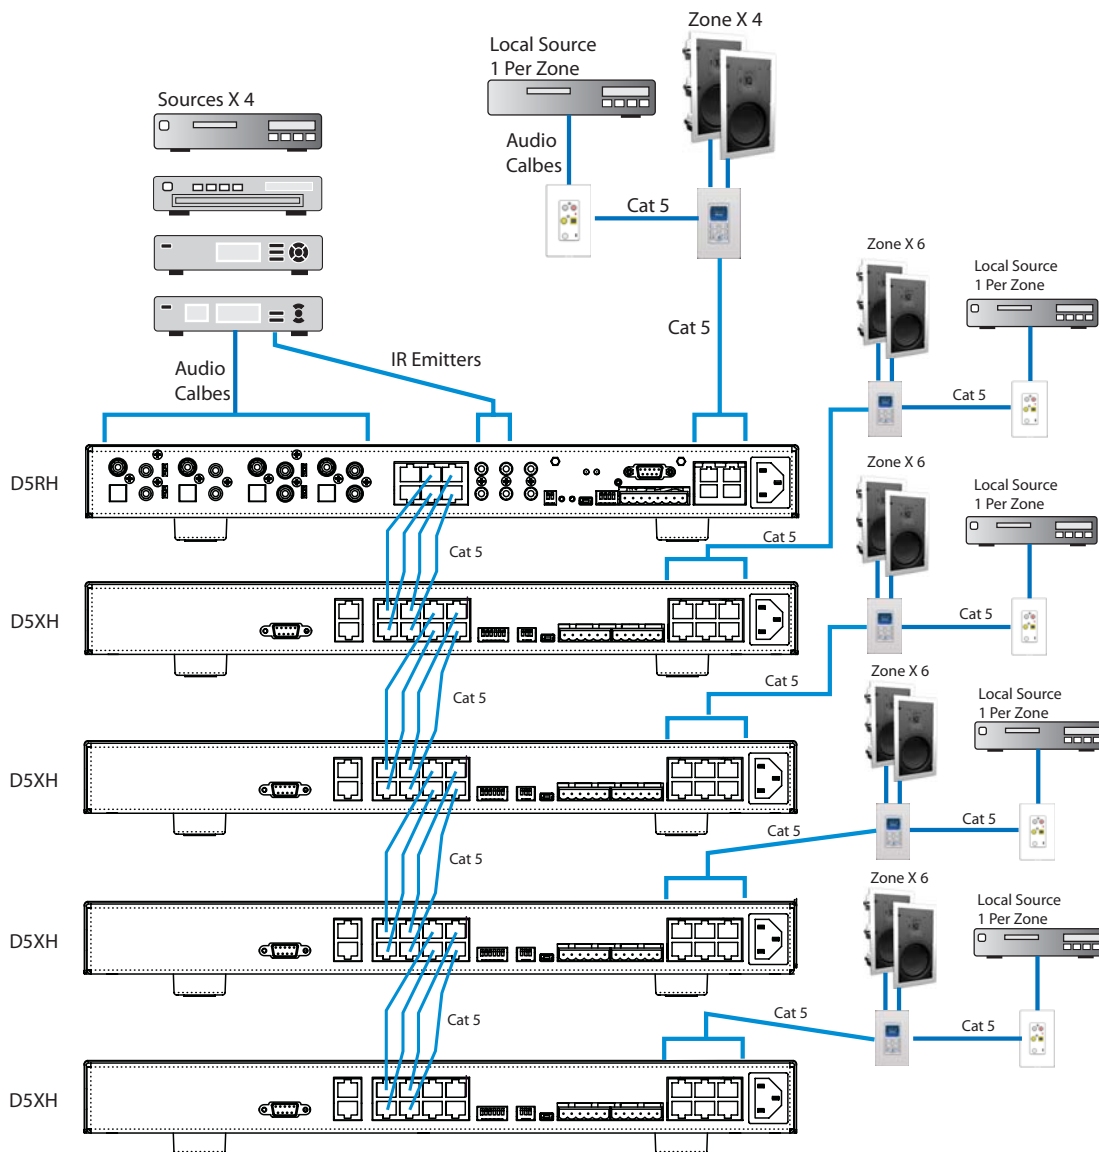 Zone X 4
Local Source
1 Per Zone
Sources X 4
Audio
Calbes
Cat 5
Zone X 6
Local Source
1 Per Zone
Cat 5
IR Emitters
Audio
Calbes
Cat 5
D5RH
Zone X 6
Local Source
1 Per Zone
Cat 5
Cat 5
D5XH
Cat 5
Zone X 6
Local Source
1 Per Zone
Cat 5
Cat 5
D5XH
Cat 5
Cat 5
Cat 5
Zone X 6
Local Source
1 Per Zone
D5XH
Cat 5
Cat 5
Cat 5
D5XH